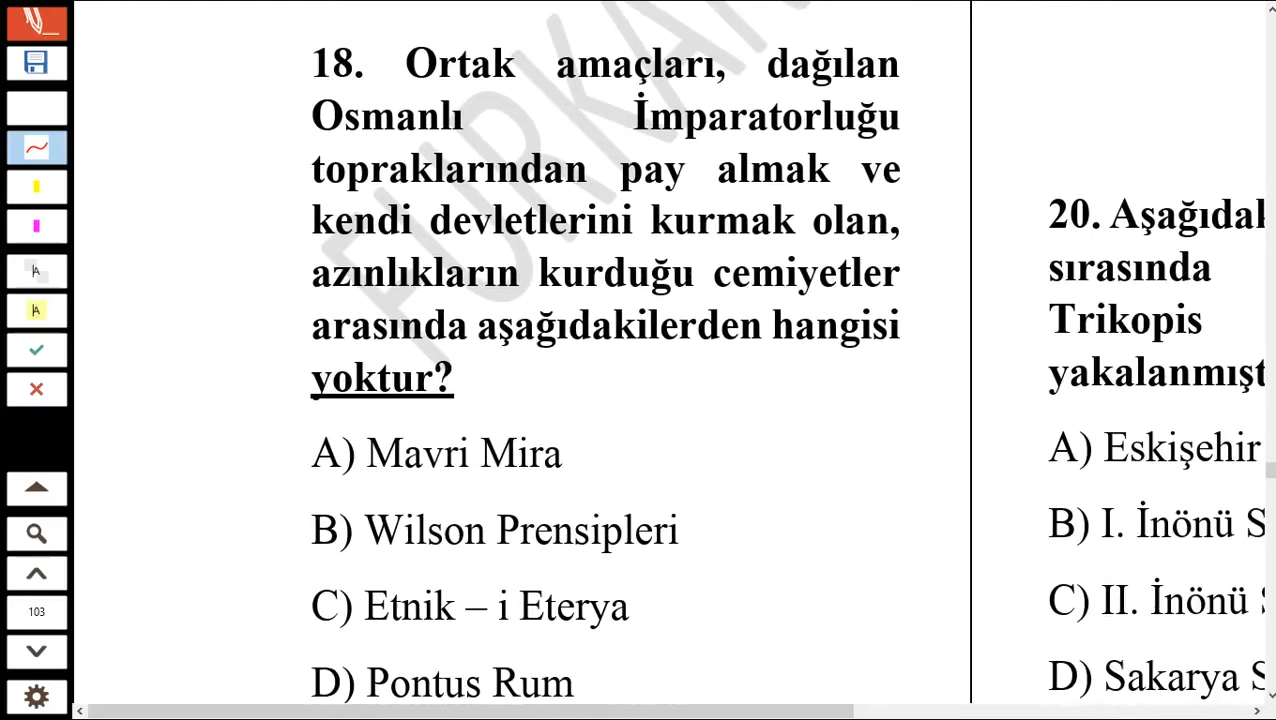 18. Ortak amaçları, dağılan
Osmanlı İmparatorluğu
topraklarından pay almak ve
kendi devletlerini kurmak olan,
azınlıkların kurduğu cemiyetler
arasında aşağıdakilerden hangisi
yoktur?
A) Mavri Mira
B) Wilson Prensipleri
C) Etnik – i Eterya
D) Pontus Rum
20. Aşağıdak
sırasında
Trikopis
yakalanmışt
A) Eskişehir
B) I. İnönü S
C) II. İnönü
D) Sakarya S
FURKAN
103